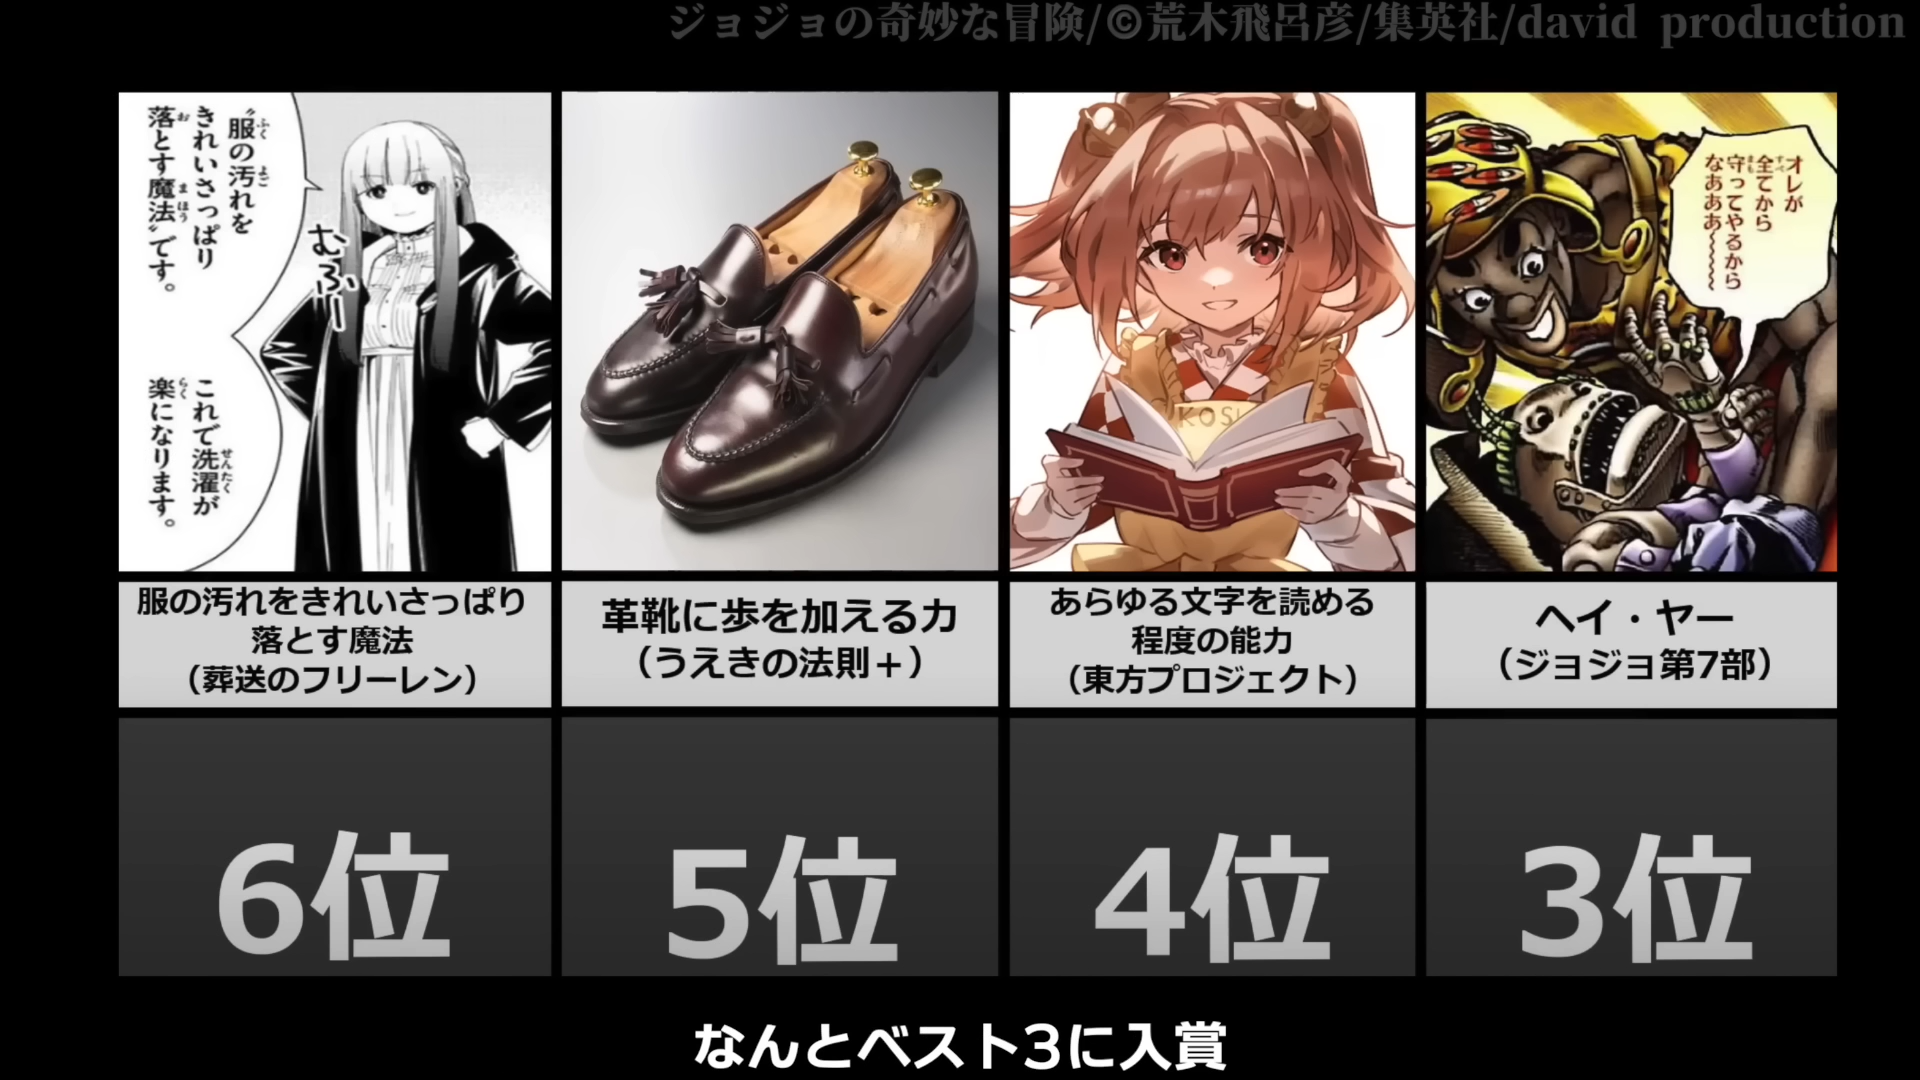 ジョジョの奇妙な冒険/©荒木飛呂彦/集英社/david production
“服の汚れを
きれいさっぱり
落とす魔法”です。
これで洗濯が
楽になります。
むふー
KOSU
オレが
全てから
守ってやるから
なあああ〜〜〜〜
服の汚れをきれいさっぱり
落とす魔法
（葬送のフリーレン）
革靴に歩を加える力
（うえきの法則＋）
あらゆる文字を読める
程度の能力
（東方プロジェクト）
ヘイ・ヤー
（ジョジョ第7部）
6位
5位
4位
3位
なんとベスト3に入賞